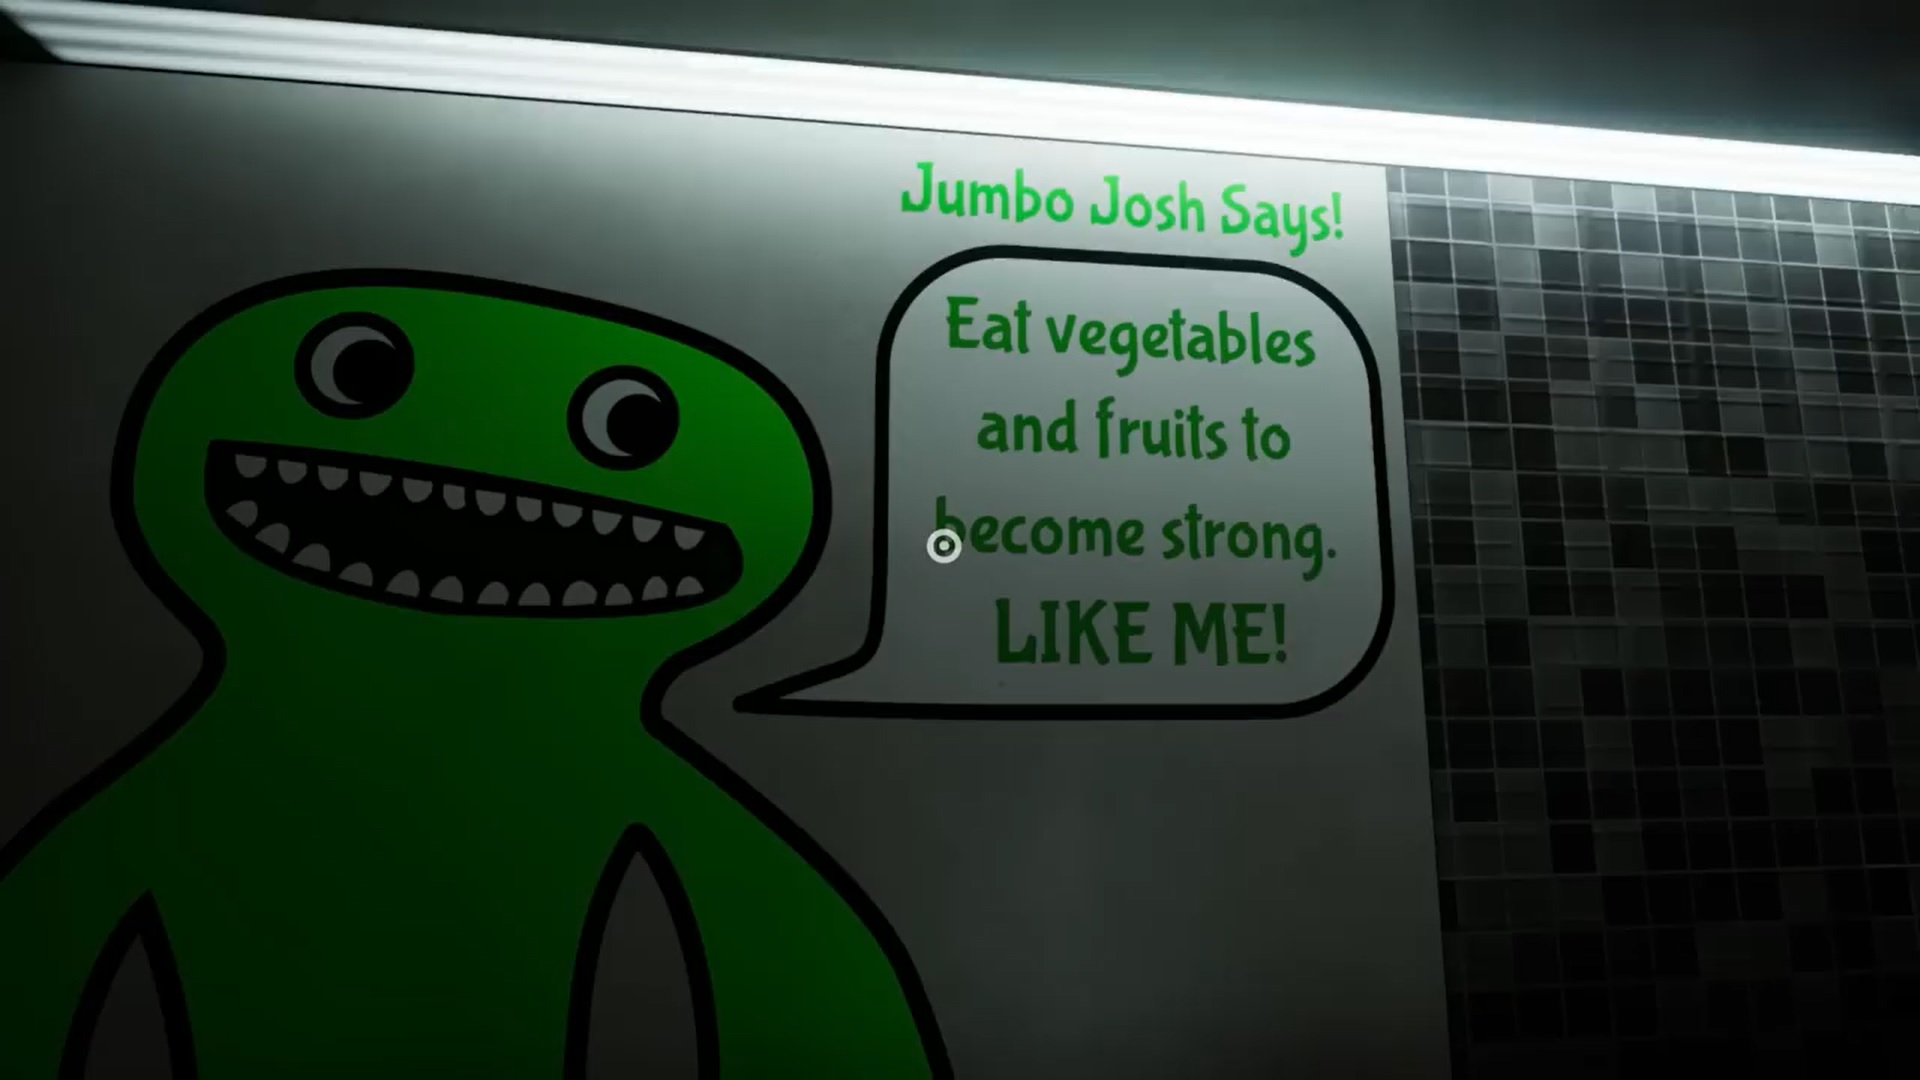 Jumbo Josh Says!
Eat vegetables
and fruits to
become strong.
LIKE ME!